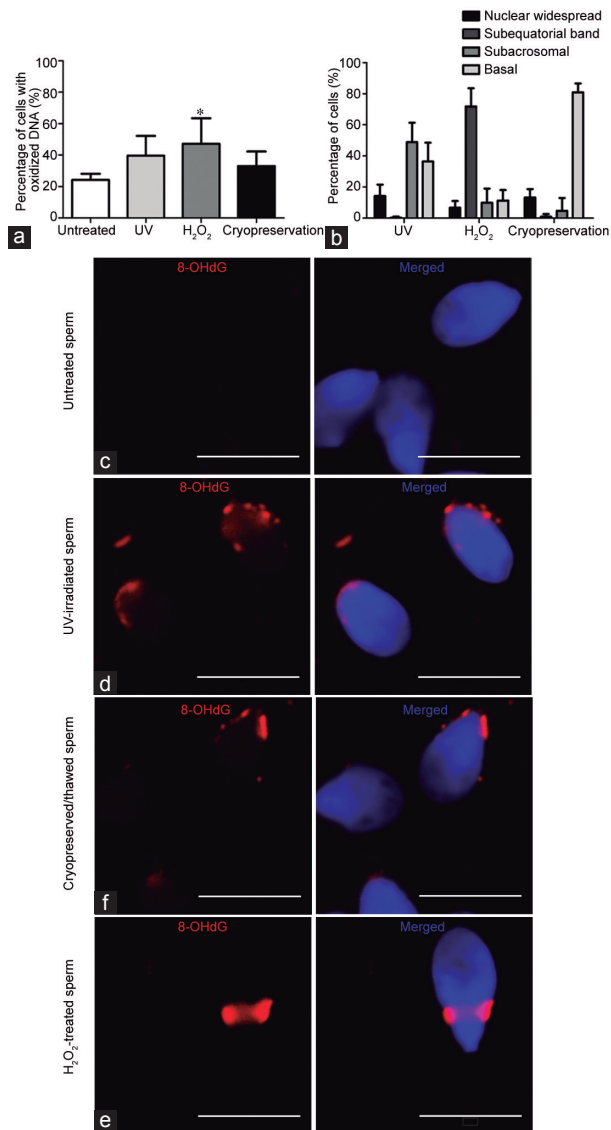 Percentage of cells with
oxidized DNA (%)
100
80
60
40
20
0
*
Untreated
UV
H₂O₂
Cryopreservation
a
Nuclear widespread
Subequatorial band
Subacrosomal
Basal
Percentage of cells (%)
100
80
60
40
20
0
UV
H₂O₂
Cryopreservation
b
Untreated sperm
8-OHdG
Merged
c
UV-irradiated sperm
8-OHdG
Merged
d
Cryopreserved/thawed sperm
8-OHdG
Merged
f
H₂O₂-treated sperm
8-OHdG
Merged
e